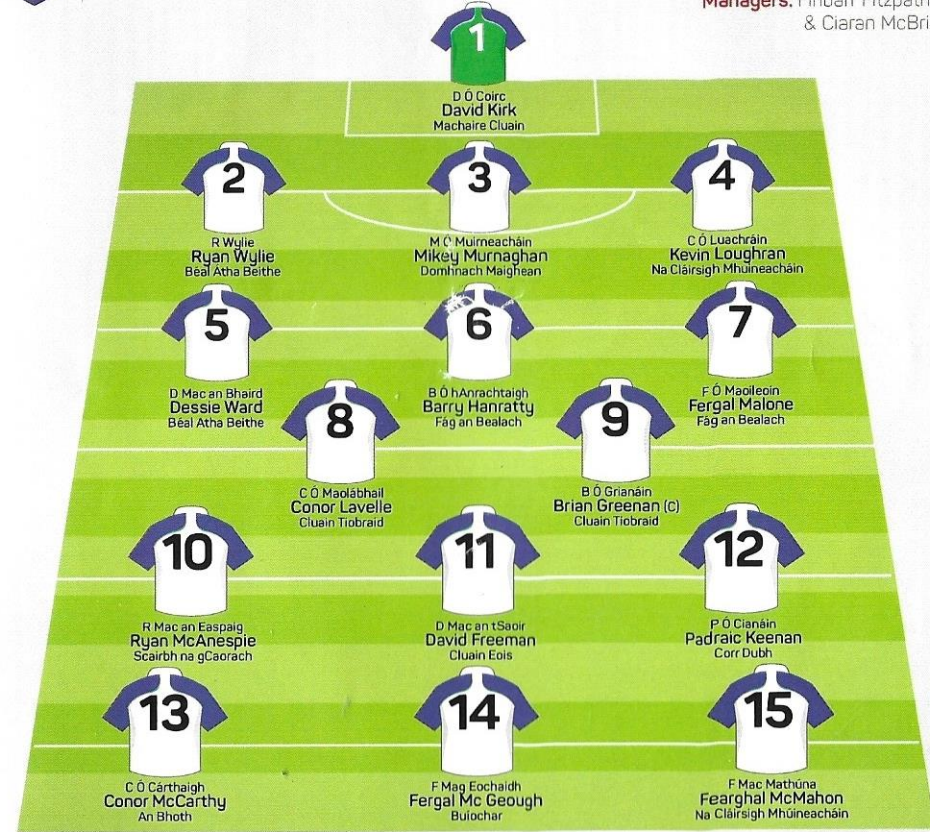 Managers:
& Ciaran
1
D Ó Coirc
David Kirk
Machaire Cluain
2
3
4
R Wylie
Ryan Wylie
Béal Átha Beithe
M Ó Muirneacháin
Mikey Murnaghan
Domhnach Maighean
C Ó Luachráin
Kevin Loughran
Na Cláirsigh Mhuineacháin
5
6
7
D Mac an Bhaird
Dessie Ward
Béal Atha Beithe
B Ó hAnrachtaigh
Barry Hanratty
Fág an Bealach
F Ó Maoileoin
Fergal Malone
Fág an Bealach
8
9
C Ó Maolábhail
Conor Lavelle
Cluain Tiobraid
B Ó Grianáin
Brian Greenan (C)
Cluain Tiobraid
10
11
12
R Mac an Easpaig
Ryan McAnespie
Scairbh na gCaorach
D Mac an tSaoir
David Freeman
Cluain Eois
P Ó Cianáin
Padraic Keenan
Corr Dubh
13
14
15
C Ó Cárthaigh
Conor McCarthy
An Bhoth
F Mag Eochaidh
Fergal Mc Geough
Buíochar
F Mac Mathúna
Fearghal McMahon
Na Cláirsigh Mhúineacháin